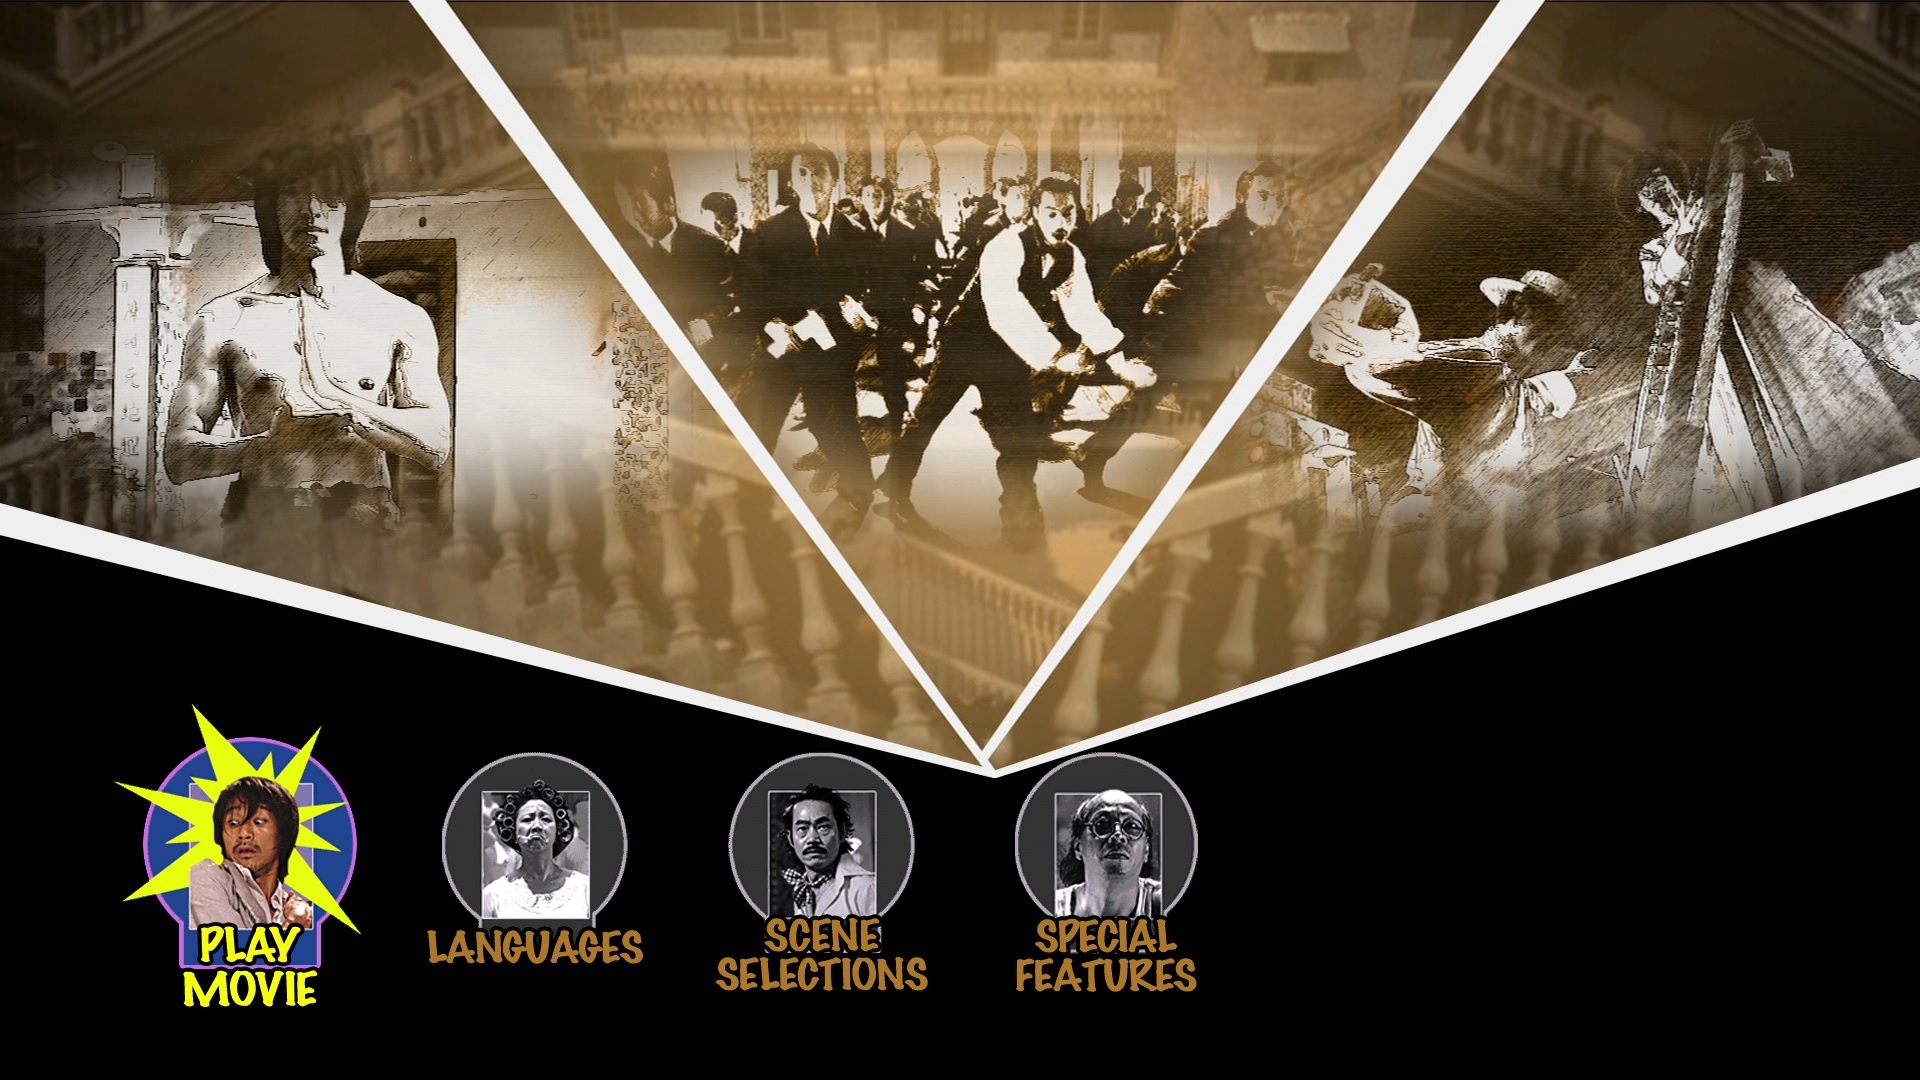 PLAY
MOVIE
LANGUAGES
SCENE
SELECTIONS
SPECIAL
FEATURES